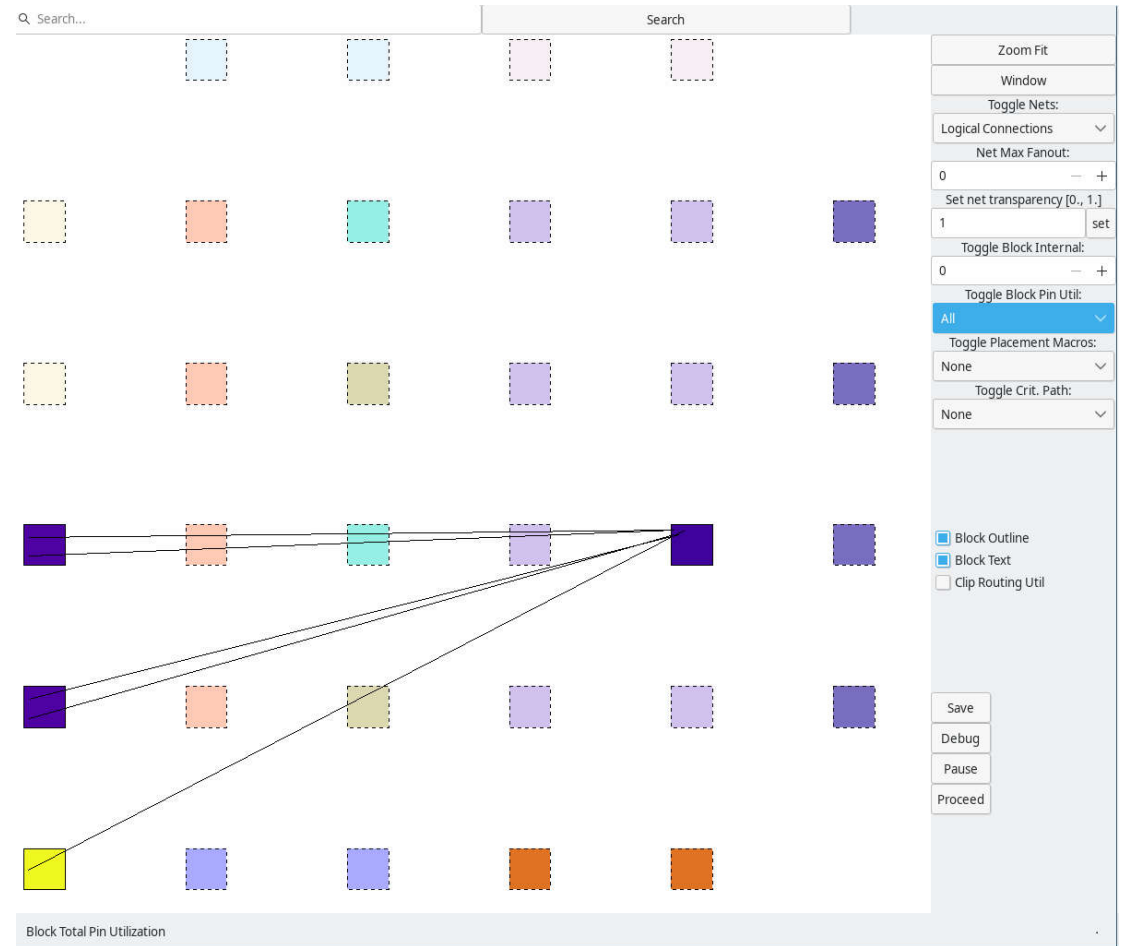 Search...
Search
Zoom Fit
Window
Toggle Nets:
Logical Connections
Net Max Fanout:
0
Set net transparency [0., 1.]
1
set
Toggle Block Internal:
0
Toggle Block Pin Util:
All
Toggle Placement Macros:
None
Toggle Crit. Path:
None
Block Outline
Block Text
Clip Routing Util
Save
Debug
Pause
Proceed
Block Total Pin Utilization
.